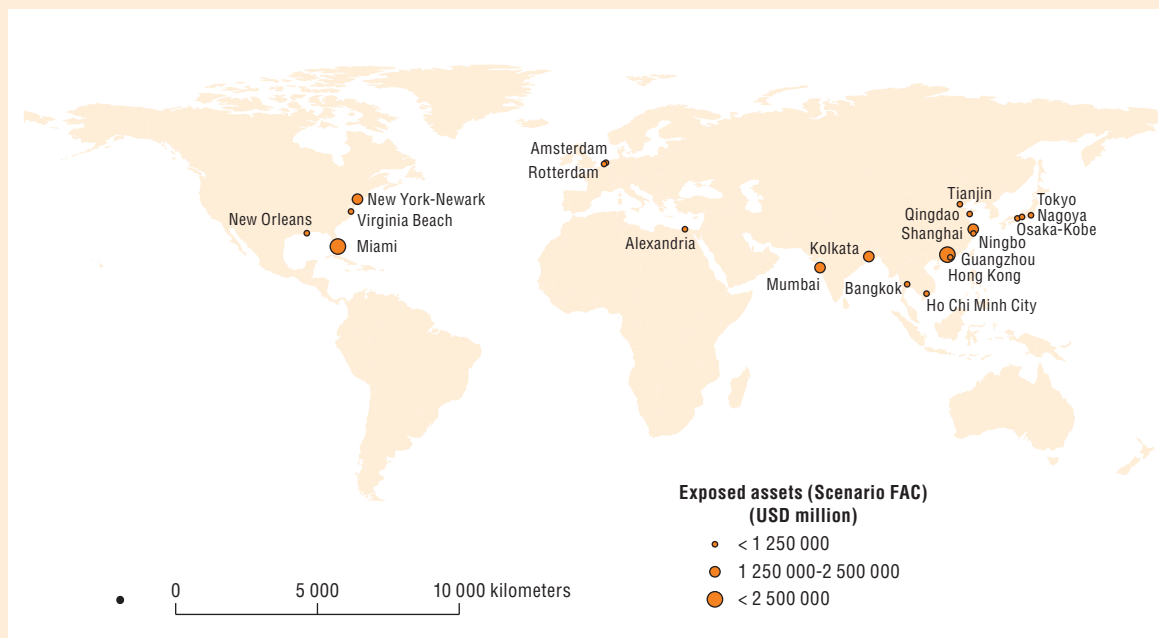 Amsterdam
Rotterdam
New York-Newark
Virginia Beach
New Orleans
Miami
Alexandria
Kolkata
Mumbai
Bangkok
Ho Chi Minh City
Tianjin
Qingdao
Shanghai
Tokyo
Nagoya
Osaka-Kobe
Ningbo
Guangzhou
Hong Kong
Exposed assets (Scenario FAC)
(USD million)
< 1 250 000
1 250 000-2 500 000
< 2 500 000
0 5 000 10 000 kilometers